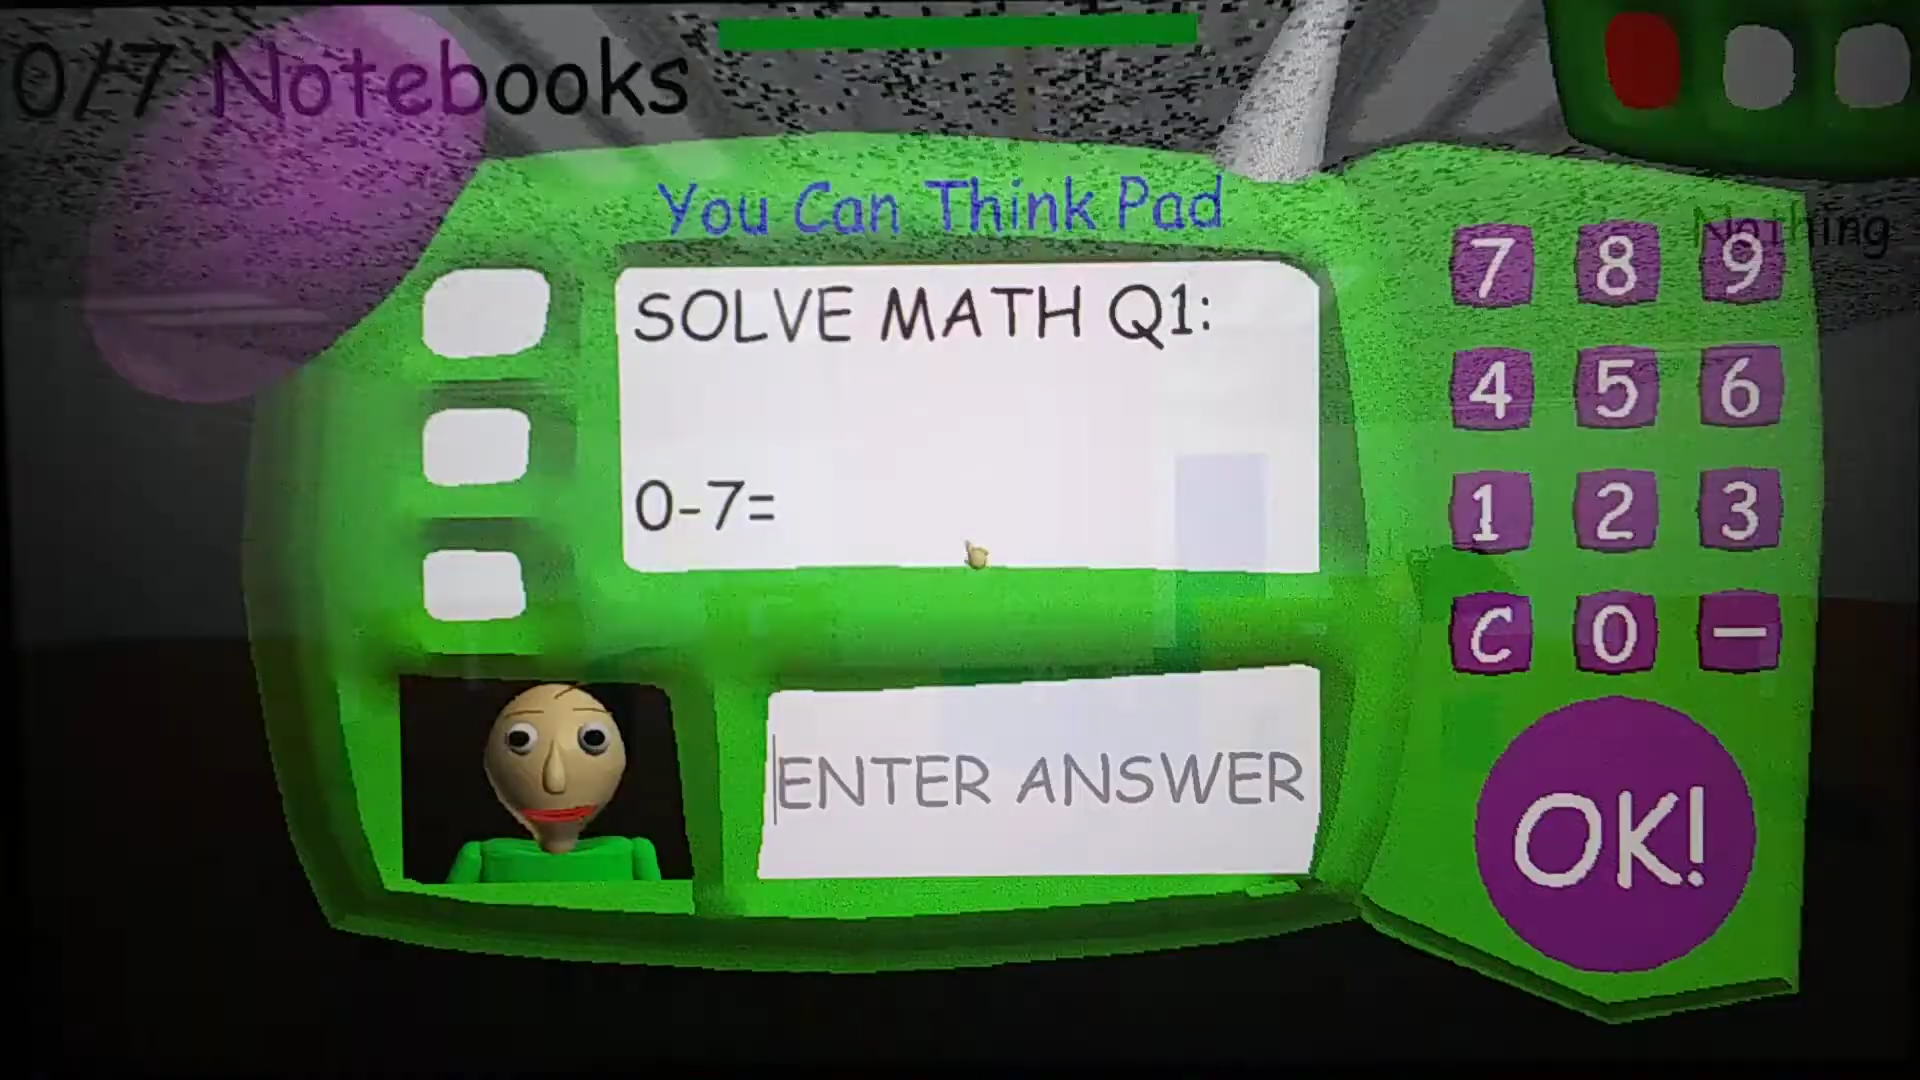 0/7 Notebooks
You Can Think Pad
Nothing
SOLVE MATH Q1:
0-7=
7 8 9
4 5 6
1 2 3
C 0 −
ENTER ANSWER
OK!